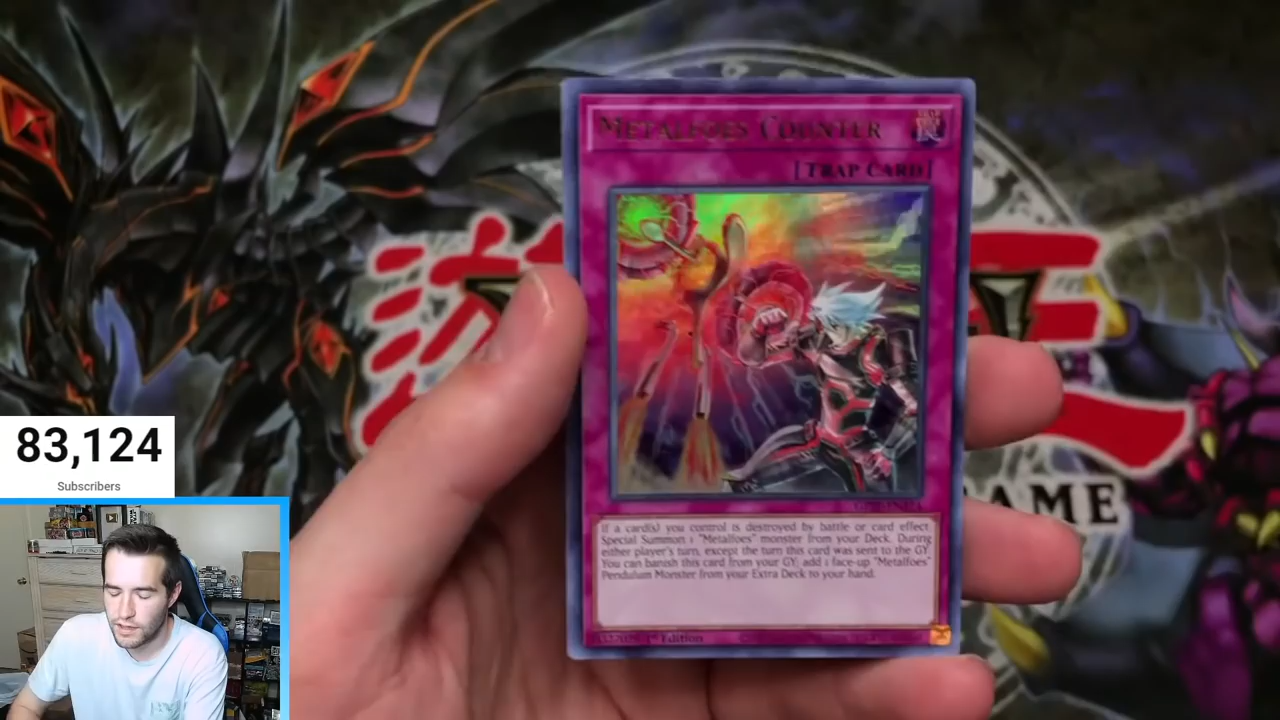 METALFOES COUNTER
[TRAP CARD]
83,124
Subscribers
GAME
If a card(s) you control is destroyed by battle or card effect
Special Summon 1 "Metalfoes" monster from your Deck. During
either player's turn, except the turn this card was sent to the GY
You can banish this card from your GY; add 1 face-up "Metalfoes"
Pendulum Monster from your Extra Deck to your hand.
1st Edition